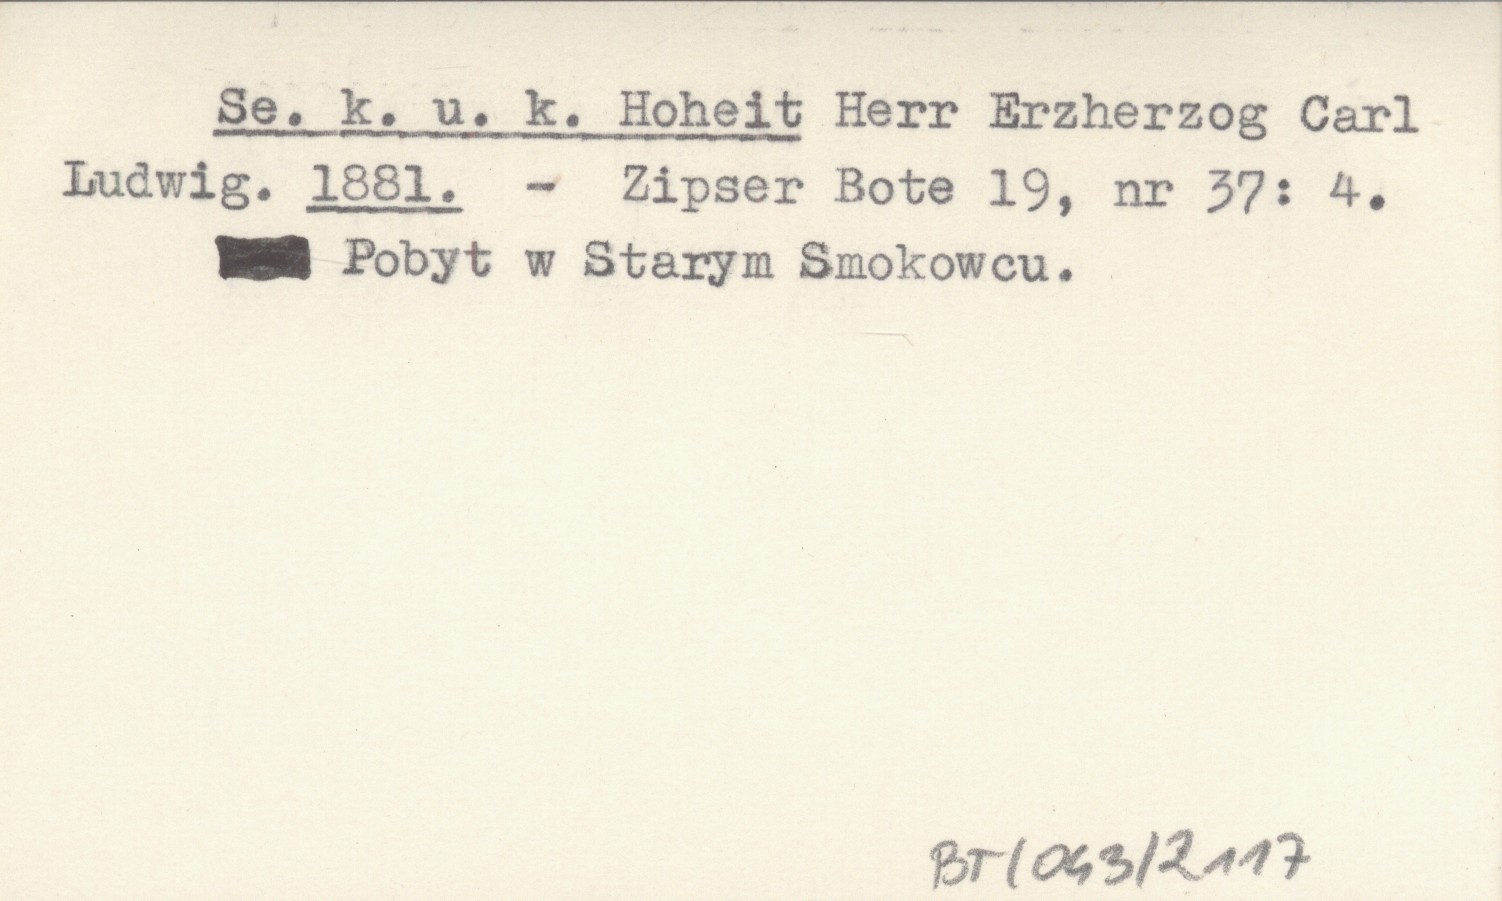 Se. k. u. k. Hoheit Herr Erzherzog Carl
Ludwig. 1881. - Zipser Bote 19, nr 37: 4.
Pobyt w Starym Smokowcu.
BT/043/2117